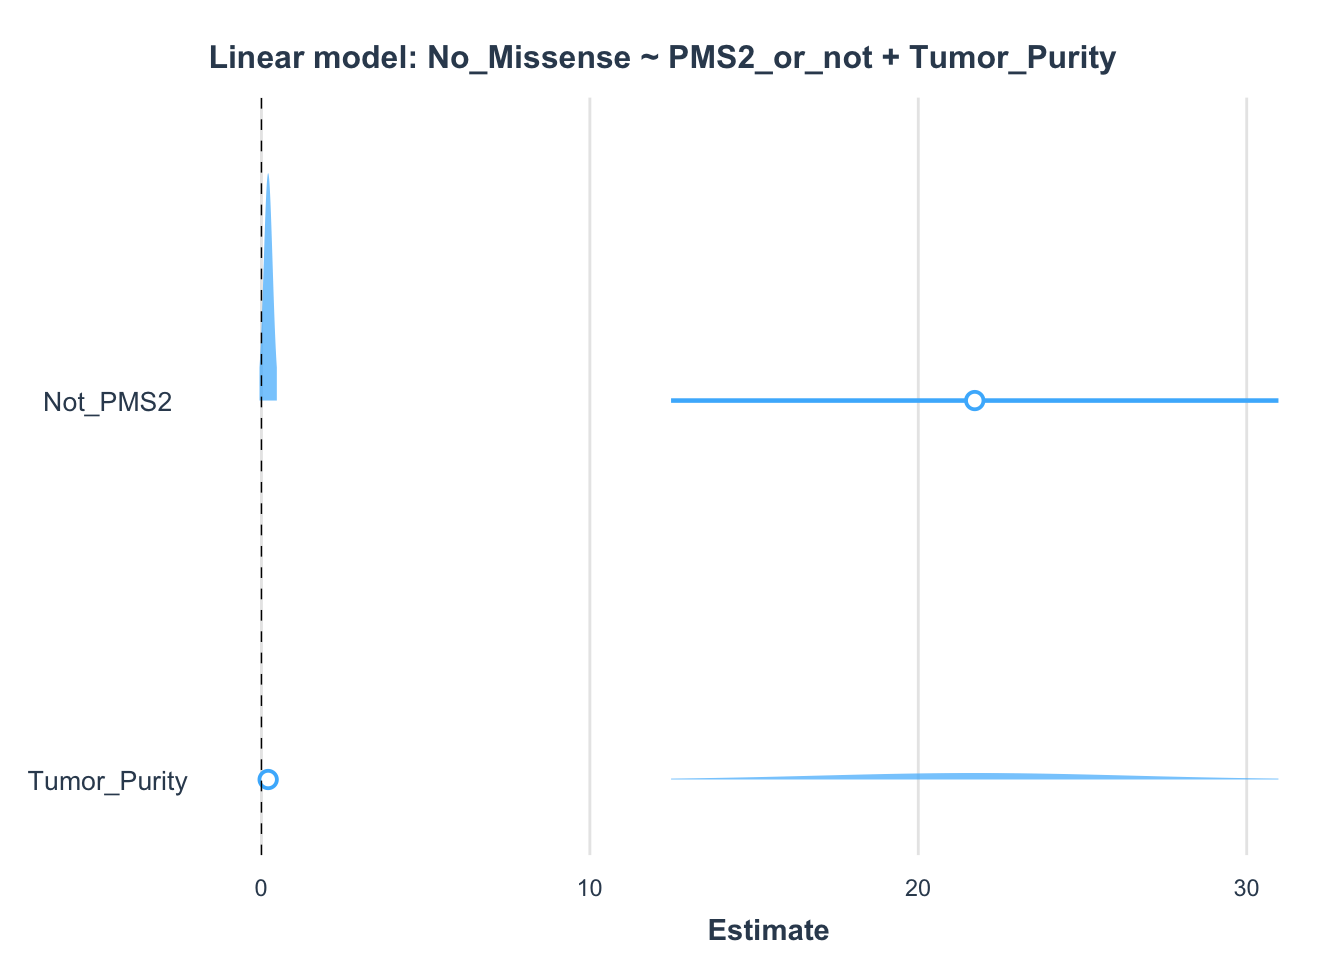 Linear model: No_Missense ~ PMS2_or_not + Tumor_Purity
Not_PMS2
Tumor_Purity
0 10 20 30
Estimate